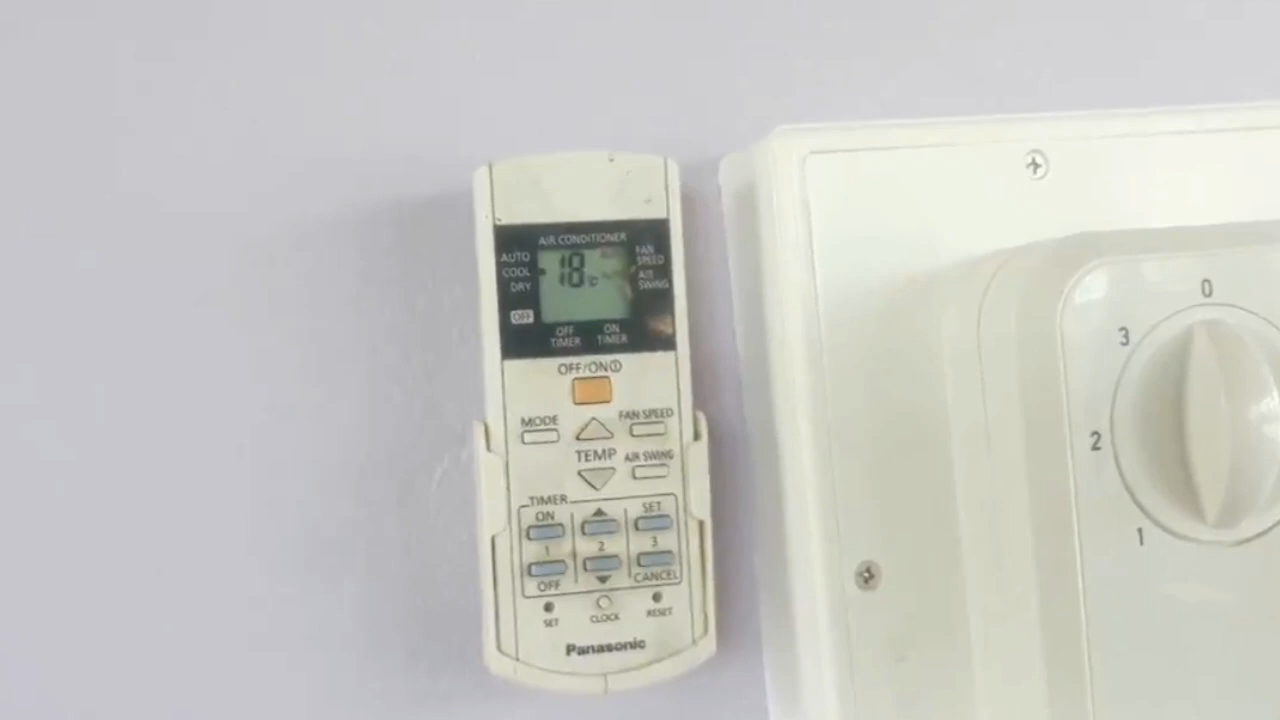 AIR CONDITIONER
AUTO
COOL
DRY
OFF
18
°C
FAN
SPEED
AIR
SWING
OFF
TIMER
ON
TIMER
OFF/ON
MODE
FAN SPEED
TEMP
AIR SWING
TIMER
ON
SET
1
2
3
OFF
CANCEL
SET
CLOCK
RESET
Panasonic
0
3
2
1